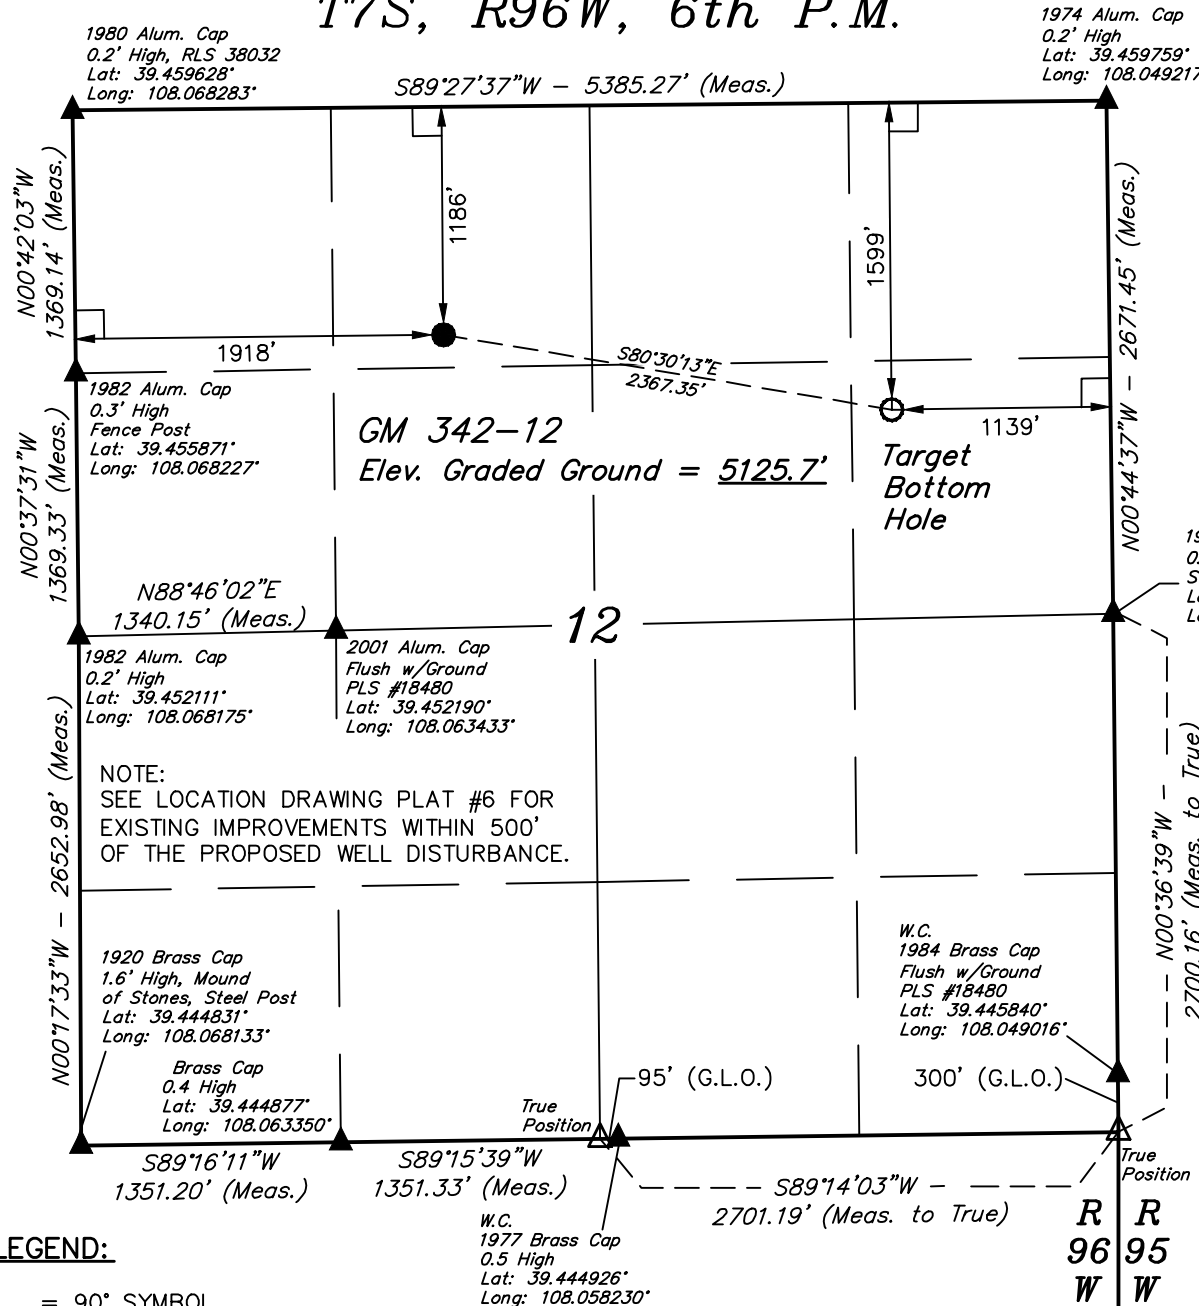 T7S, R96W, 6th P.M.
1980 Alum. Cap
0.2' High, RLS 38032
Lat: 39.459628°
Long: 108.068283°
S89°27'37"W – 5385.27' (Meas.)
1974 Alum. Cap
0.2' High
Lat: 39.459759°
Long: 108.049217
N00°42'03"W
1369.14' (Meas.)
1186'
1599'
N00°44'37"W – 2671.45' (Meas.)
1918'
S80°30'13"E
2367.35'
1139'
1982 Alum. Cap
0.3' High
Fence Post
Lat: 39.455871°
Long: 108.068227°
GM 342–12
Elev. Graded Ground = 5125.7'
Target
Bottom
Hole
N00°37'31"W
1369.33' (Meas.)
N88°46'02"E
1340.15' (Meas.)
12
1982 Alum. Cap
0.2' High
Lat: 39.452111°
Long: 108.068175°
2001 Alum. Cap
Flush w/Ground
PLS #18480
Lat: 39.452190°
Long: 108.063433°
NOTE:
SEE LOCATION DRAWING PLAT #6 FOR
EXISTING IMPROVEMENTS WITHIN 500'
OF THE PROPOSED WELL DISTURBANCE.
N00°17'33"W – 2652.98' (Meas.)
N00°36'39"W –
2700.16' (Meas. to True)
W.C.
1984 Brass Cap
Flush w/Ground
PLS #18480
Lat: 39.445840°
Long: 108.049016°
1920 Brass Cap
1.6' High, Mound
of Stones, Steel Post
Lat: 39.444831°
Long: 108.068133°
Brass Cap
0.4 High
Lat: 39.444877°
Long: 108.063350°
95' (G.L.O.)
300' (G.L.O.)
True
Position
True
Position
S89°16'11"W
1351.20' (Meas.)
S89°15'39"W
1351.33' (Meas.)
S89°14'03"W
2701.19' (Meas. to True)
W.C.
1977 Brass Cap
0.5 High
Lat: 39.444926°
Long: 108.058230°
R R
96 95
W W
LEGEND:
= 90° SYMBOL